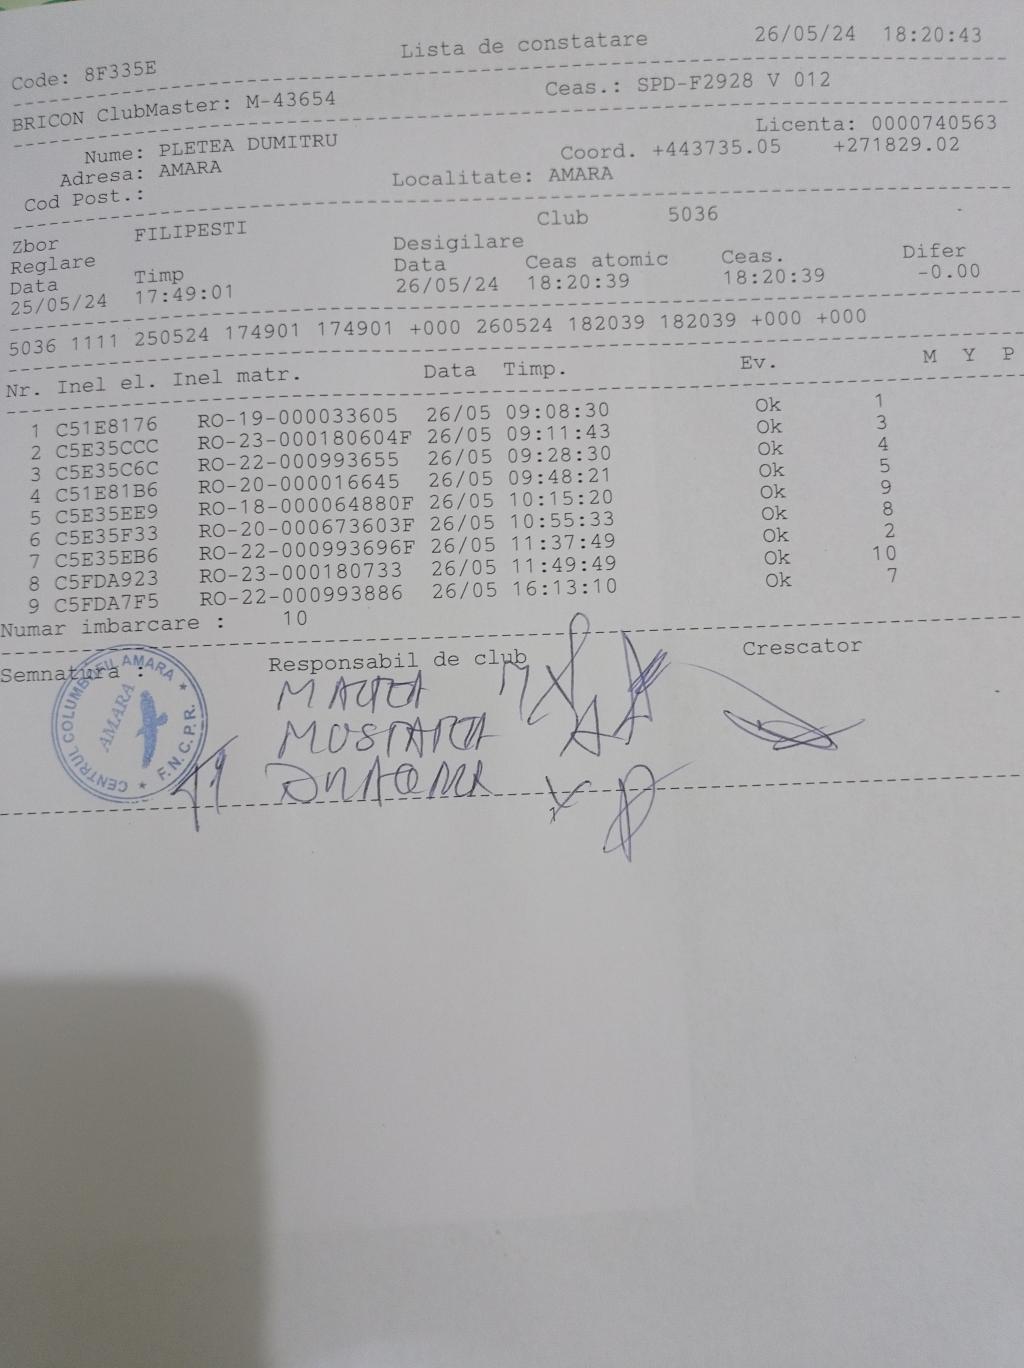 Code: 8F335E Lista de constatare 26/05/24 18:20:43
BRICON ClubMaster: M-43654 Ceas.: SPD-F2928 V 012
Nume: PLETEA DUMITRU Licenta: 0000740563
Adresa: AMARA Coord. +443735.05 +271829.02
Cod Post.: Localitate: AMARA
Zbor FILIPESTI Club 5036
Reglare Desigilare
Data Timp Data Ceas atomic Ceas. Difer
25/05/24 17:49:01 26/05/24 18:20:39 18:20:39 -0.00
5036 1111 250524 174901 174901 +000 260524 182039 182039 +000 +000
Nr. Inel el. Inel matr. Data Timp. Ev. M Y P
1 C51E8176 RO-19-000033605 26/05 09:08:30 Ok 1
2 C5E35CCC RO-23-000180604F 26/05 09:11:43 Ok 3
3 C5E35C6C RO-22-000993655 26/05 09:28:30 Ok 4
4 C51E81B6 RO-20-000016645 26/05 09:48:21 Ok 5
5 C5E35EE9 RO-18-000064880F 26/05 10:15:20 Ok 9
6 C5E35F33 RO-20-000673603F 26/05 10:55:33 Ok 8
7 C5E35EB6 RO-22-000993696F 26/05 11:37:49 Ok 2
8 C5FDA923 RO-23-000180733 26/05 11:49:49 Ok 10
9 C5FDA7F5 RO-22-000993886 26/05 16:13:10 Ok 7
Numar imbarcare : 10
Semnatura : Responsabil de club Crescator
CENTRUL COLUMBOFIL AMARA * F.N.C.P.R. *
AMARA